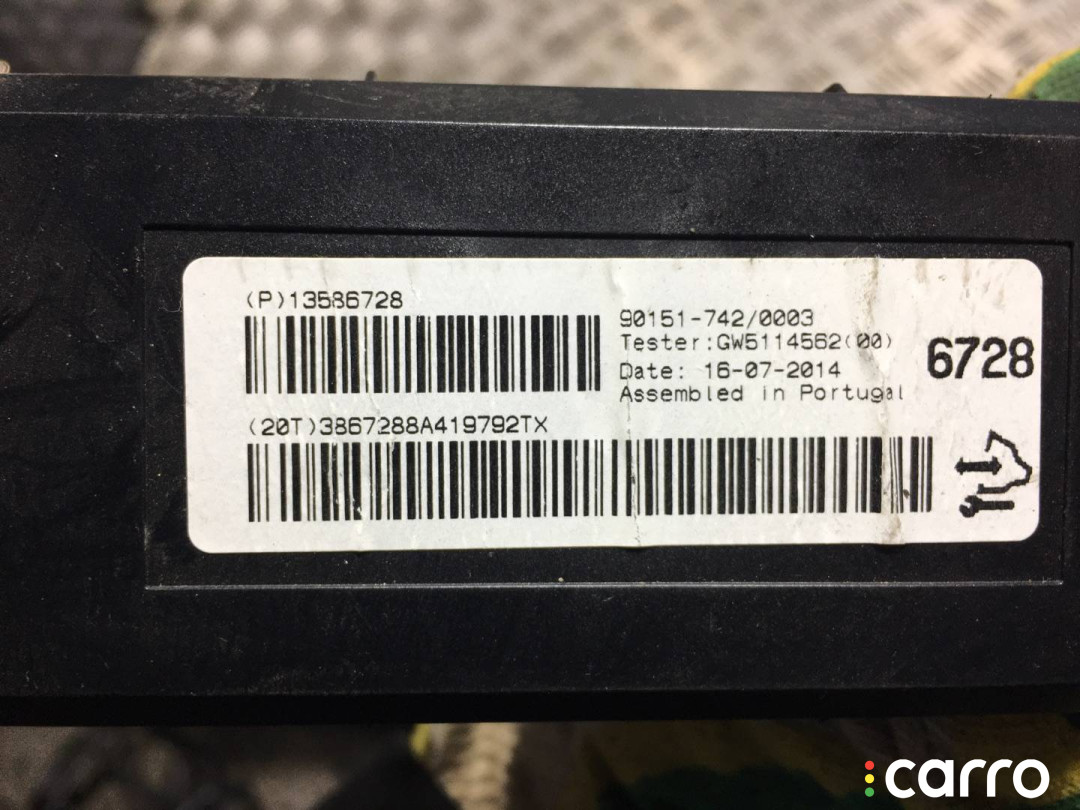 (P)13586728
90151-742/0003
Tester:GW5114562(00)
Date: 16-07-2014
Assembled in Portugal
6728
(20T)3867288A419792TX
carro